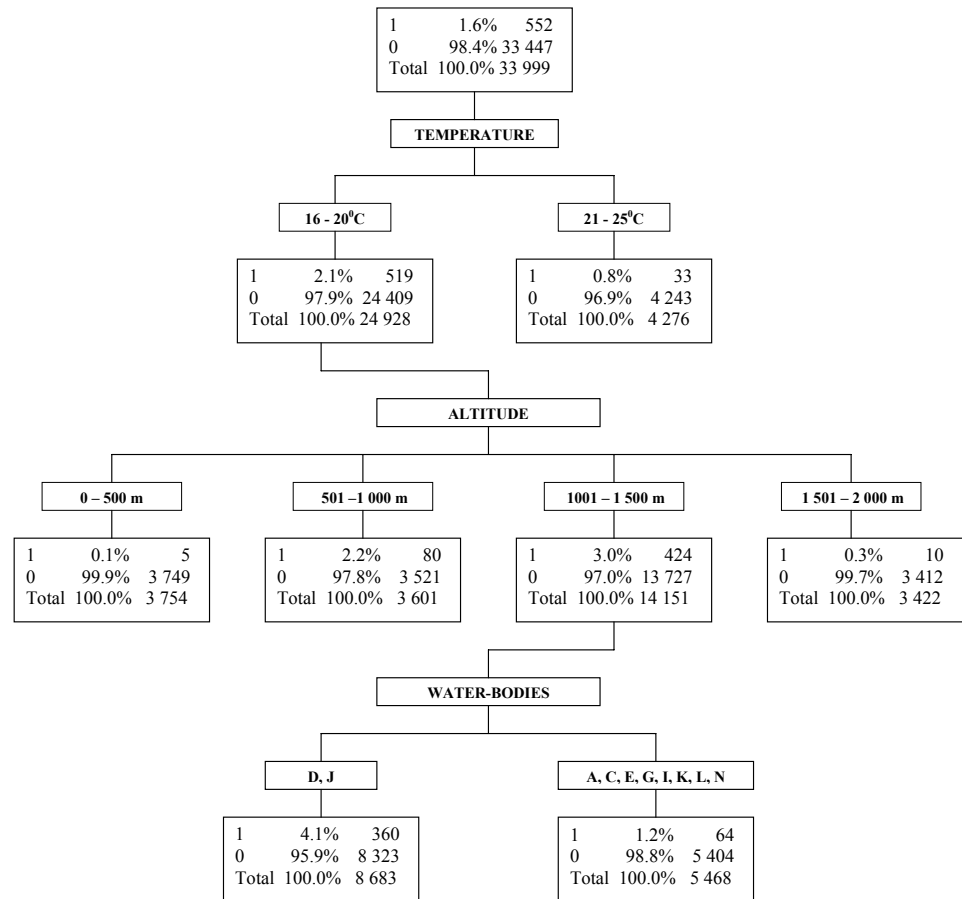 1 1.6% 552
0 98.4% 33 447
Total 100.0% 33 999
TEMPERATURE
16 - 20⁰C
21 - 25⁰C
1 2.1% 519
0 97.9% 24 409
Total 100.0% 24 928
1 0.8% 33
0 96.9% 4 243
Total 100.0% 4 276
ALTITUDE
0 – 500 m
501 –1 000 m
1001 – 1 500 m
1 501 – 2 000 m
1 0.1% 5
0 99.9% 3 749
Total 100.0% 3 754
1 2.2% 80
0 97.8% 3 521
Total 100.0% 3 601
1 3.0% 424
0 97.0% 13 727
Total 100.0% 14 151
1 0.3% 10
0 99.7% 3 412
Total 100.0% 3 422
WATER-BODIES
D, J
A, C, E, G, I, K, L, N
1 4.1% 360
0 95.9% 8 323
Total 100.0% 8 683
1 1.2% 64
0 98.8% 5 404
Total 100.0% 5 468